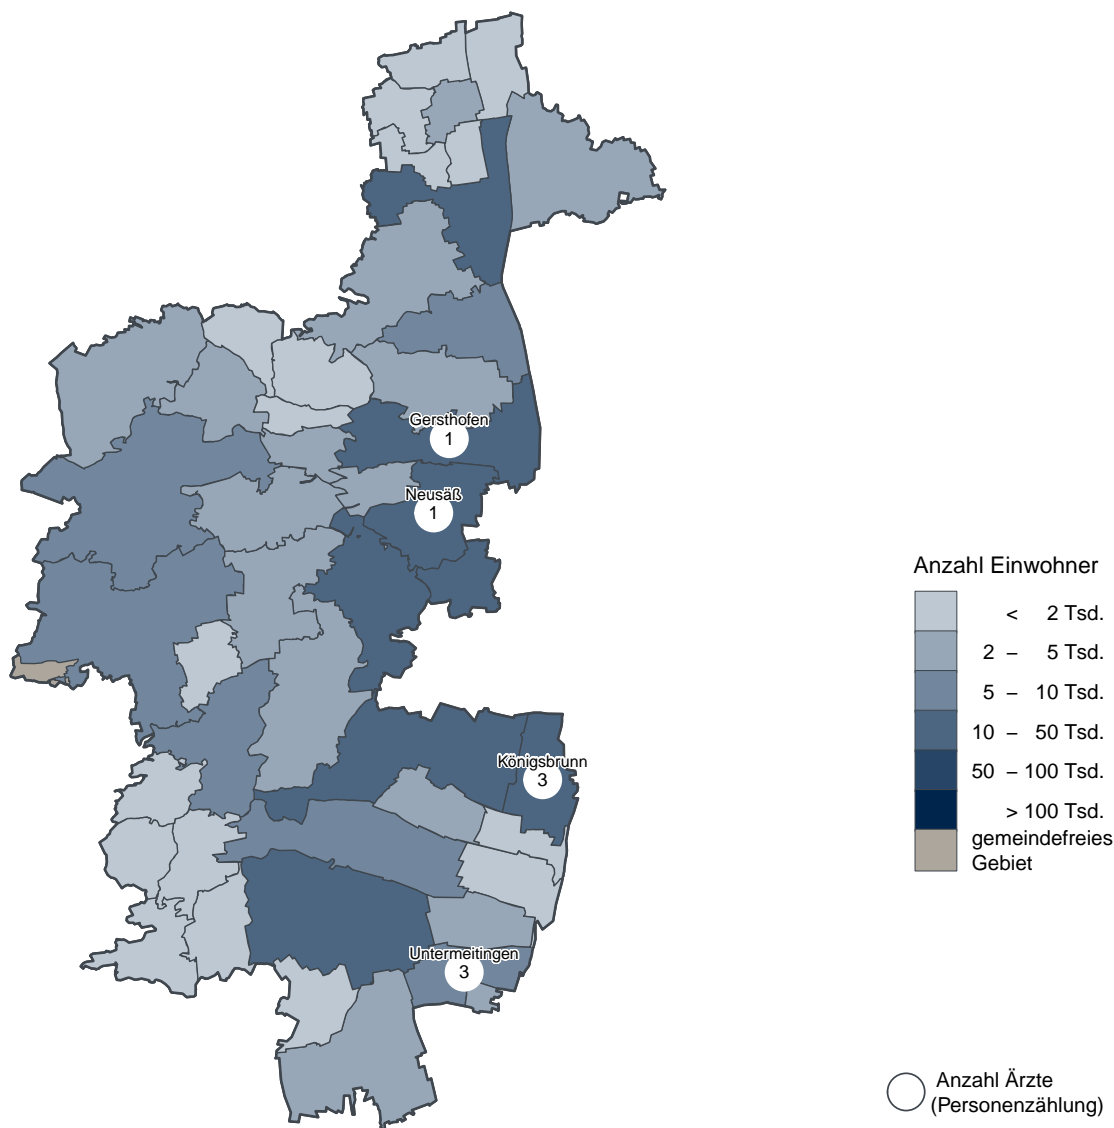 Gersthofen
1
Neusäß
1
Königsbrunn
3
Untermeitingen
3
Anzahl Einwohner
< 2 Tsd.
2 – 5 Tsd.
5 – 10 Tsd.
10 – 50 Tsd.
50 – 100 Tsd.
> 100 Tsd.
gemeindefreies
Gebiet
Anzahl Ärzte
(Personenzählung)